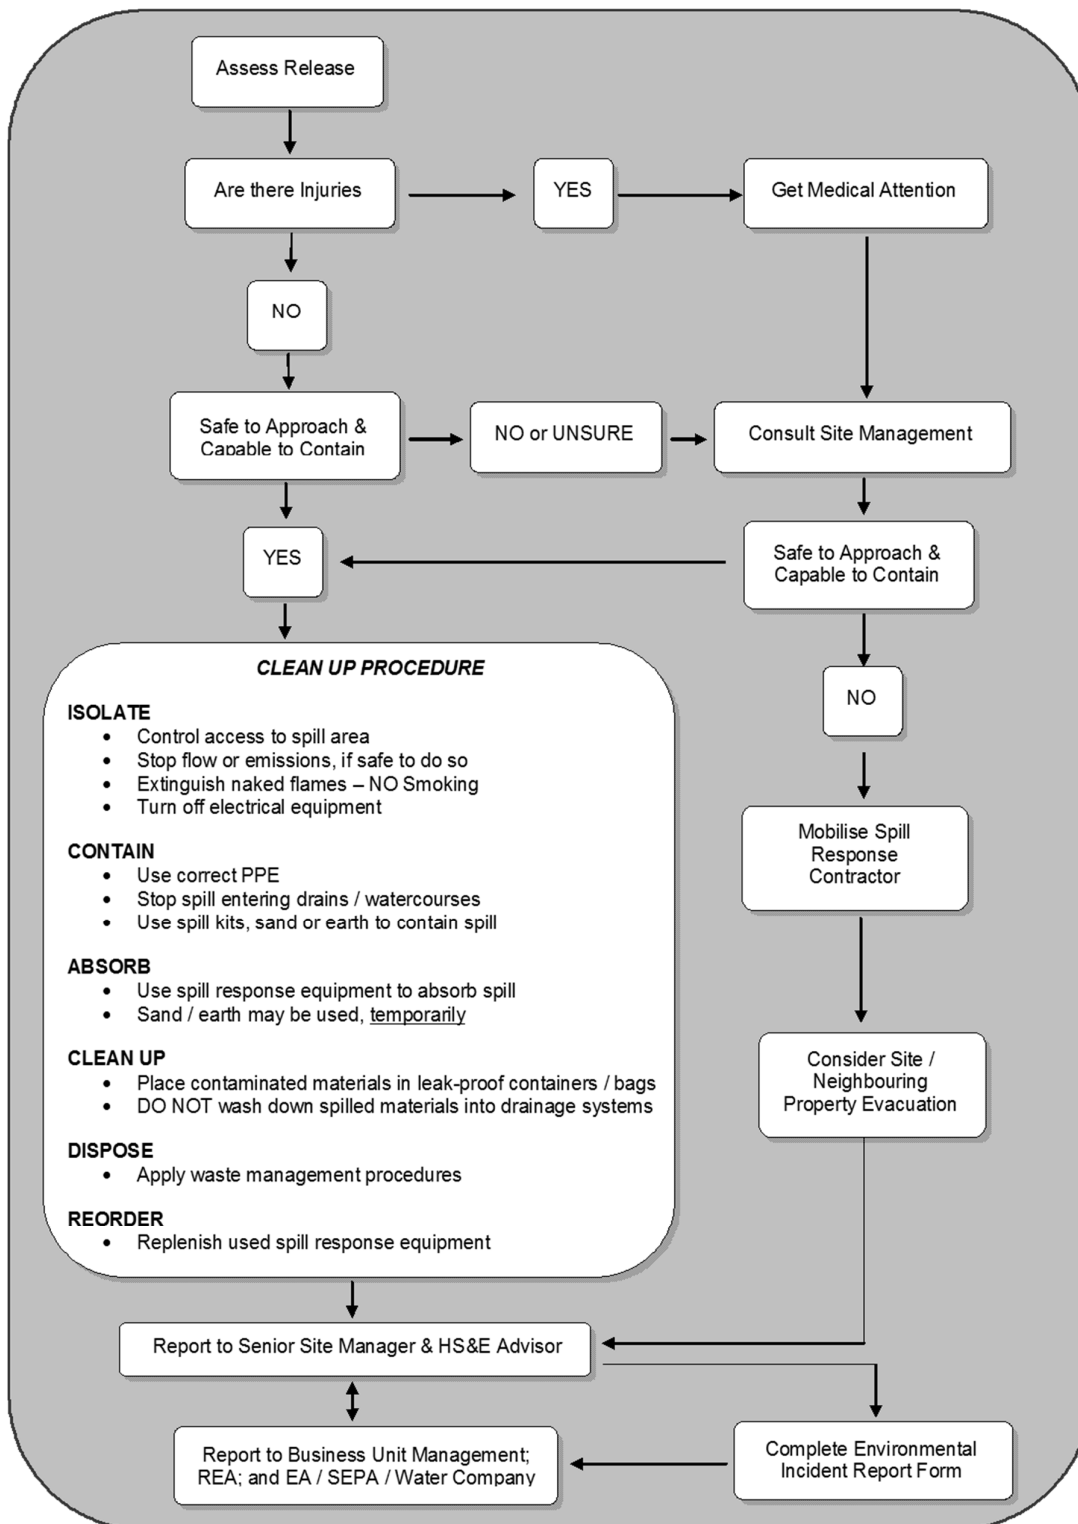 Assess Release
Are there Injuries
YES
Get Medical Attention
NO
Safe to Approach &
Capable to Contain
NO or UNSURE
Consult Site Management
YES
Safe to Approach &
Capable to Contain
NO
Mobilise Spill
Response
Contractor
Consider Site /
Neighbouring
Property Evacuation
CLEAN UP PROCEDURE
ISOLATE
• Control access to spill area
• Stop flow or emissions, if safe to do so
• Extinguish naked flames – NO Smoking
• Turn off electrical equipment
CONTAIN
• Use correct PPE
• Stop spill entering drains / watercourses
• Use spill kits, sand or earth to contain spill
ABSORB
• Use spill response equipment to absorb spill
• Sand / earth may be used, temporarily
CLEAN UP
• Place contaminated materials in leak-proof containers / bags
• DO NOT wash down spilled materials into drainage systems
DISPOSE
• Apply waste management procedures
REORDER
• Replenish used spill response equipment
Report to Senior Site Manager & HS&E Advisor
Report to Business Unit Management;
REA; and EA / SEPA / Water Company
Complete Environmental
Incident Report Form